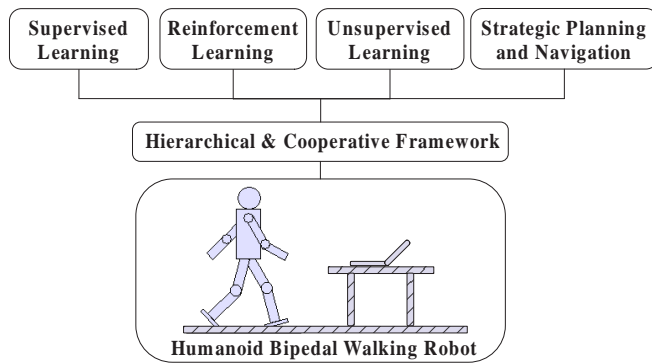 Supervised
Learning
Reinforcement
Learning
Unsupervised
Learning
Strategic Planning
and Navigation
Hierarchical & Cooperative Framework
Humanoid Bipedal Walking Robot